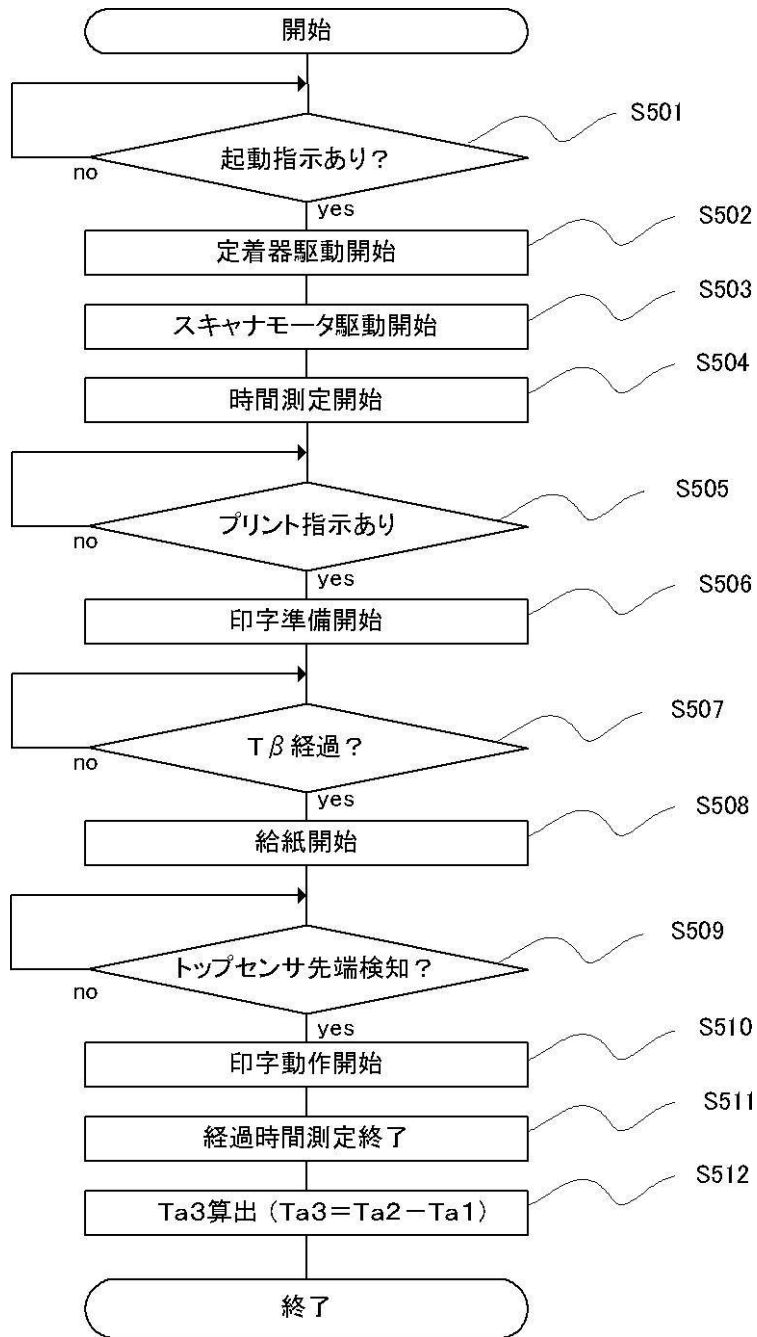 開始
S501
起動指示あり?
no
yes
S502
定着器駆動開始
S503
スキャナモータ駆動開始
S504
時間測定開始
S505
プリント指示あり
no
yes
S506
印字準備開始
S507
Tβ経過?
no
yes
S508
給紙開始
S509
トップセンサ先端検知?
no
yes
S510
印字動作開始
S511
経過時間測定終了
S512
Ta3算出(Ta3=Ta2-Ta1)
終了